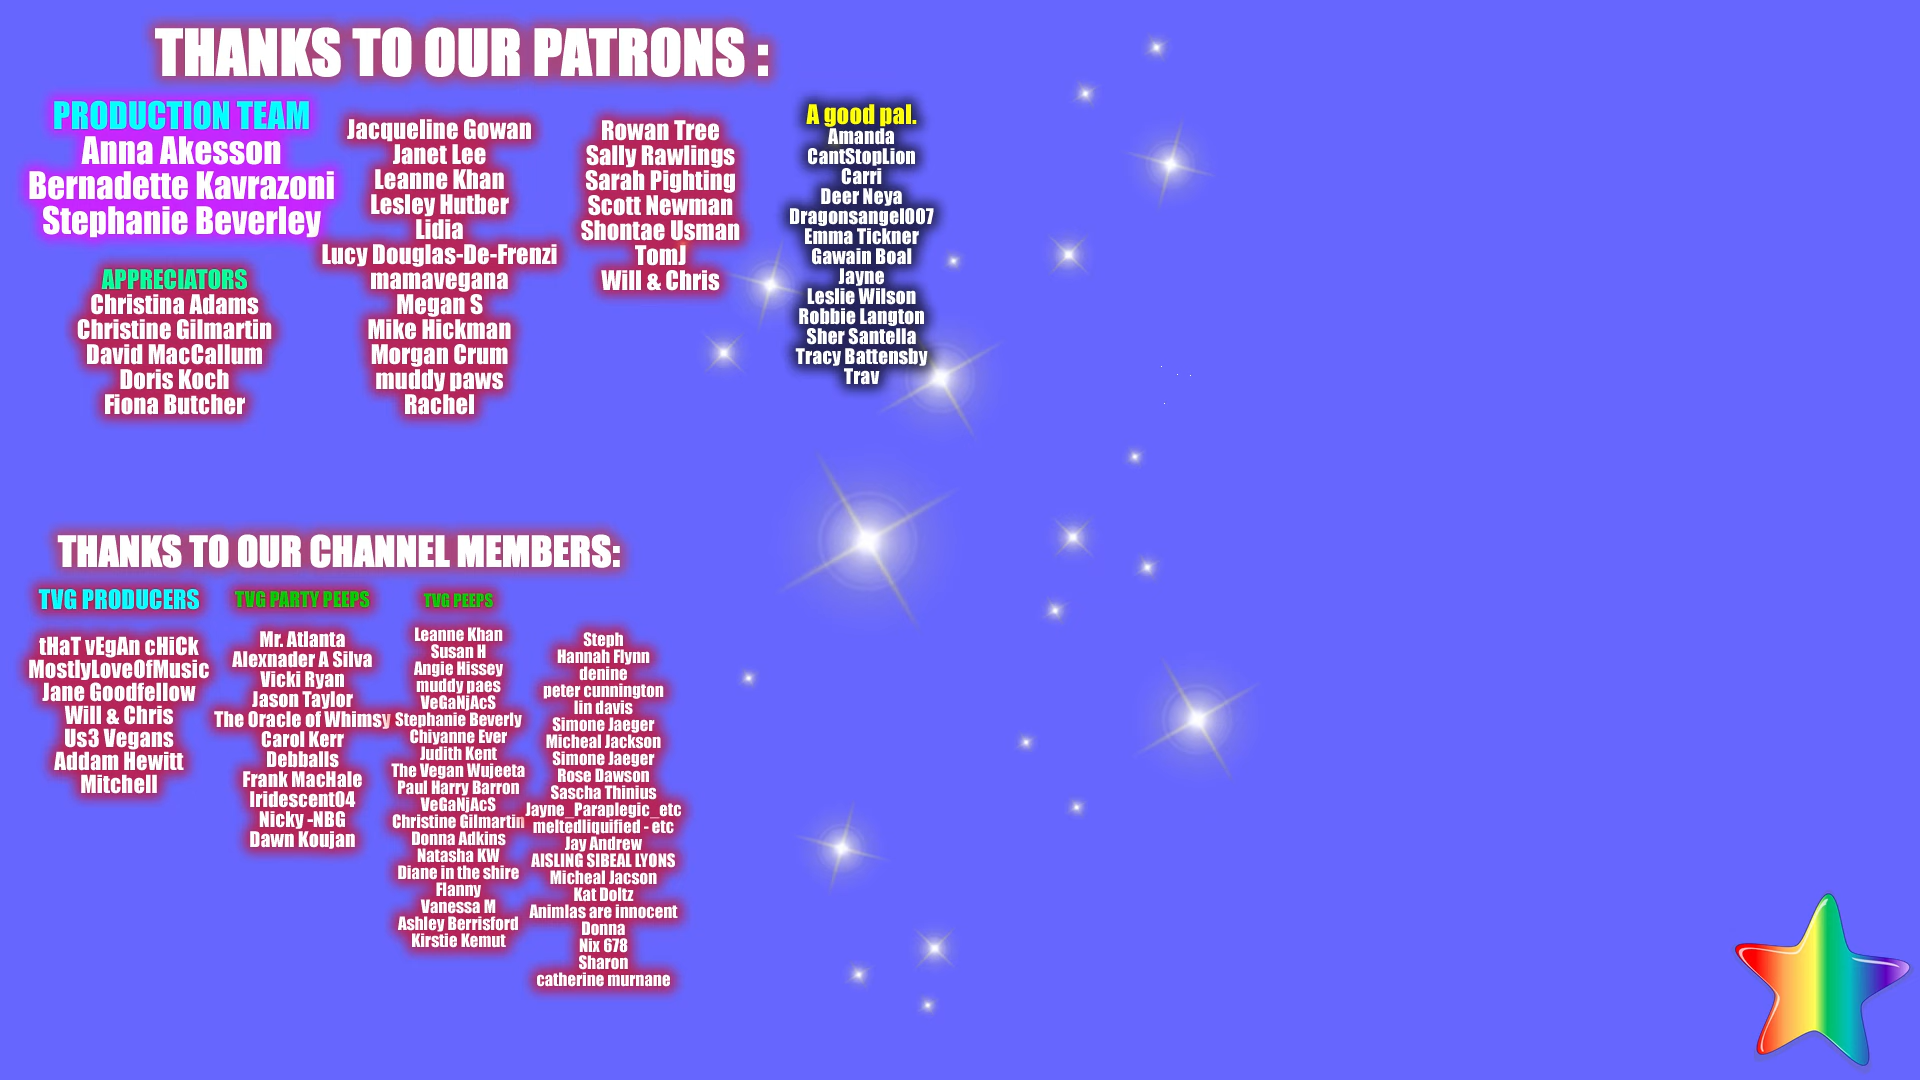 THANKS TO OUR PATRONS :
PRODUCTION TEAM
Anna Akesson
Bernadette Kavrazoni
Stephanie Beverley
APPRECIATORS
Christina Adams
Christine Gilmartin
David MacCallum
Doris Koch
Fiona Butcher
Jacqueline Gowan
Janet Lee
Leanne Khan
Lesley Hutber
Lidia
Lucy Douglas-De-Frenzi
mamavegana
Megan S
Mike Hickman
Morgan Crum
muddy paws
Rachel
Rowan Tree
Sally Rawlings
Sarah Pighting
Scott Newman
Shontae Usman
TomJ
Will & Chris
A good pal.
Amanda
CantStopLion
Carri
Deer Neya
Dragonsangel007
Emma Tickner
Gawain Boal
Jayne
Leslie Wilson
Robbie Langton
Sher Santella
Tracy Battensby
Trav
THANKS TO OUR CHANNEL MEMBERS:
TVG PRODUCERS
tHaT vEgAn cHiCk
MostlyLoveOfMusic
Jane Goodfellow
Will & Chris
Us3 Vegans
Addam Hewitt
Mitchell
TVG PARTY PEEPS
Mr. Atlanta
Alexnader A Silva
Vicki Ryan
Jason Taylor
The Oracle of Whimsy
Carol Kerr
Debballs
Frank MacHale
Iridescent04
Nicky -NBG
Dawn Koujan
TVG PEEPS
Leanne Khan
Susan H
Angie Hissey
muddy paes
VeGaNjAcS
Stephanie Beverly
Chiyanne Ever
Judith Kent
The Vegan Wujeeta
Paul Harry Barron
VeGaNjAcS
Christine Gilmartin
Donna Adkins
Natasha KW
Diane in the shire
Flanny
Vanessa M
Ashley Berrisford
Kirstie Kemut
Steph
Hannah Flynn
denine
peter cunnington
lin davis
Simone Jaeger
Micheal Jackson
Simone Jaeger
Rose Dawson
Sascha Thinius
Jayne_Paraplegic_etc
meltedliquified - etc
Jay Andrew
AISLING SIBEAL LYONS
Micheal Jacson
Kat Doltz
Animlas are innocent
Donna
Nix 678
Sharon
catherine murnane